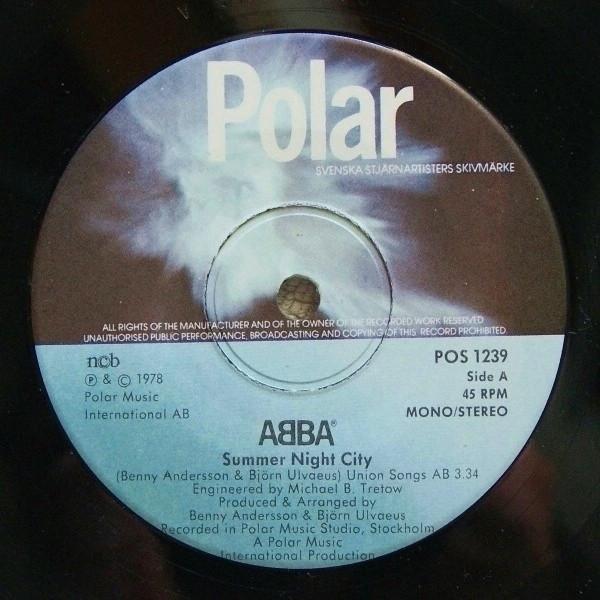 Polar
SVENSKA STJÄRNARTISTERS SKIVMÄRKE
ALL RIGHTS OF THE MANUFACTURER AND OF THE OWNER OF THE RECORDED WORK RESERVED
UNAUTHORISED PUBLIC PERFORMANCE, BROADCASTING AND COPYING OF THIS RECORD PROHIBITED.
ncb
Ⓟ & © 1978
Polar Music
International AB
POS 1239
Side A
45 RPM
MONO/STEREO
ABBA®
Summer Night City
(Benny Andersson & Björn Ulvaeus) Union Songs AB 3.34
Engineered by Michael B. Tretow
Produced & Arranged by
Benny Andersson & Björn Ulvaeus
Recorded in Polar Music Studio, Stockholm
A Polar Music
International Production